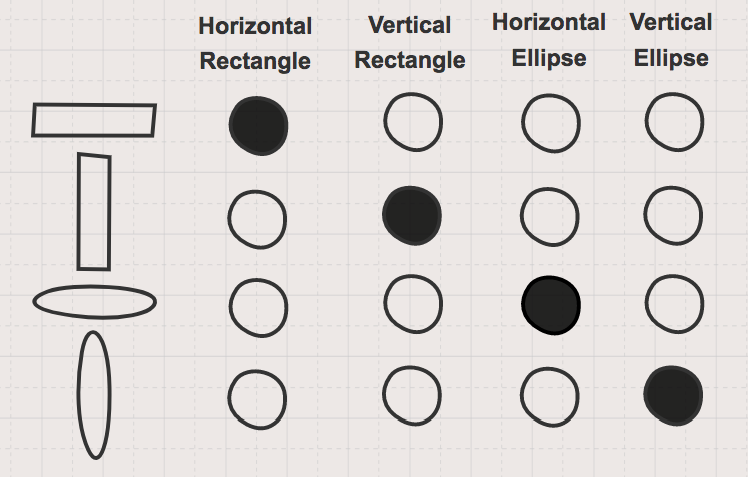 Horizontal Rectangle
Vertical Rectangle
Horizontal Ellipse
Vertical Ellipse